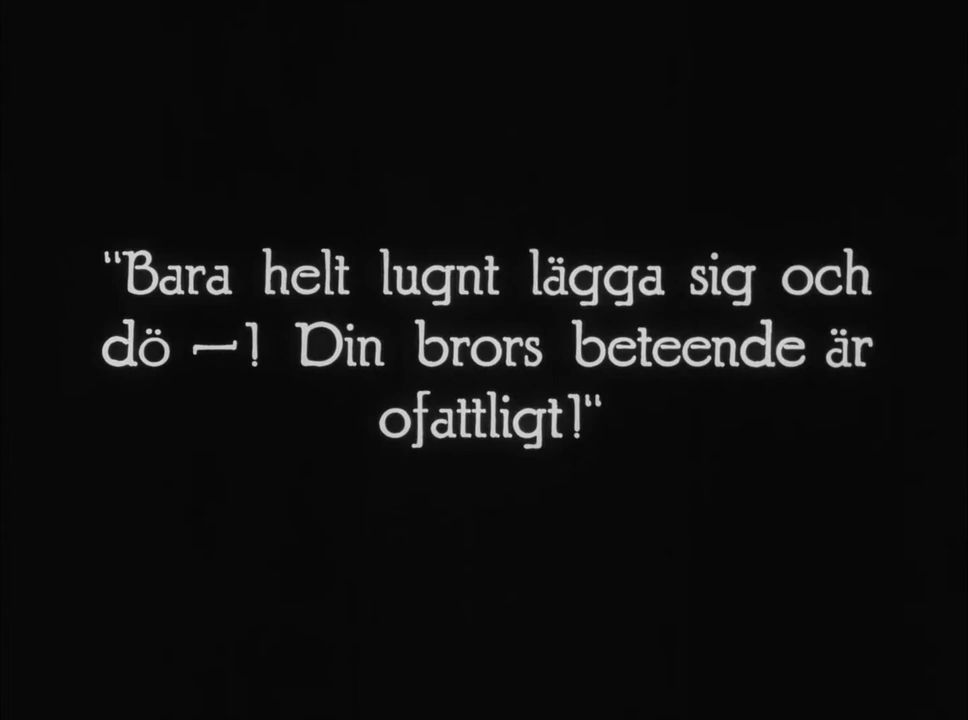 "Bara helt lugnt lägga sig och
dö —! Din brors beteende är
ofattligt!"